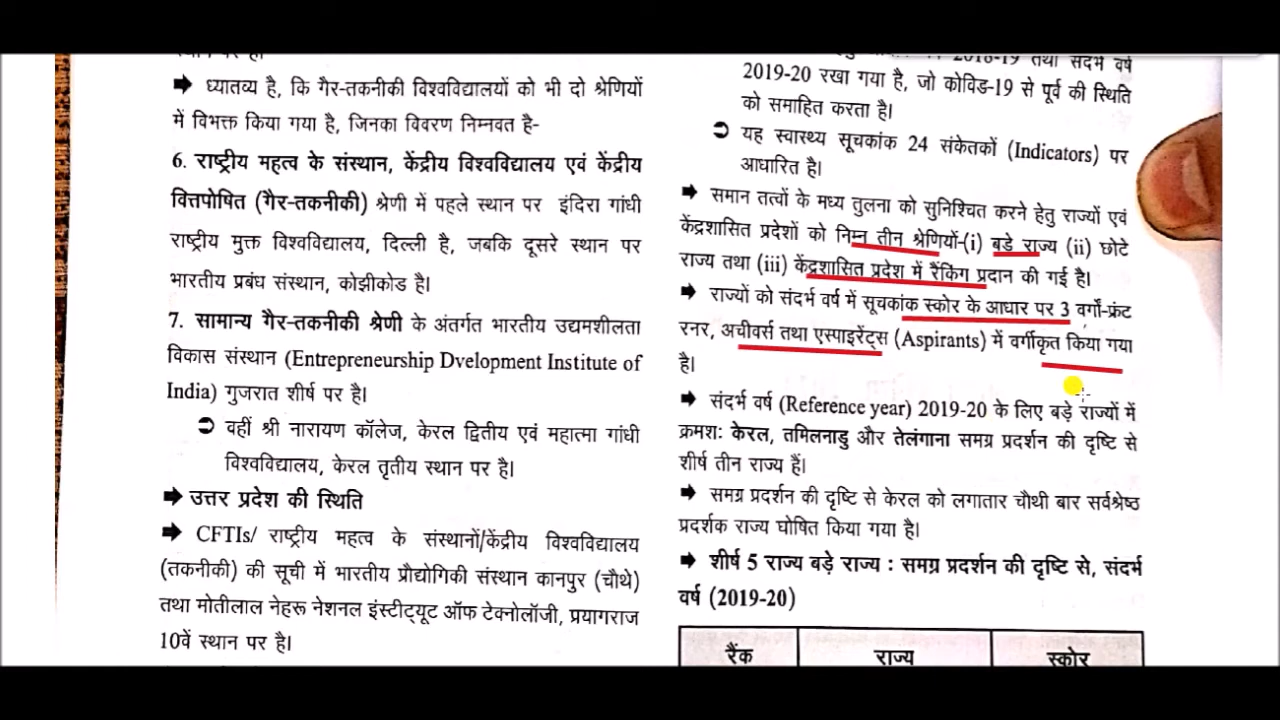 स्थान पर है।
➡ ध्यातव्य है, कि गैर-तकनीकी विश्वविद्यालयों को भी दो श्रेणियों
में विभक्त किया गया है, जिनका विवरण निम्नवत है-
6. राष्ट्रीय महत्व के संस्थान, केंद्रीय विश्वविद्यालय एवं केंद्रीय
वित्तपोषित (गैर-तकनीकी) श्रेणी में पहले स्थान पर इंदिरा गांधी
राष्ट्रीय मुक्त विश्वविद्यालय, दिल्ली है, जबकि दूसरे स्थान पर
भारतीय प्रबंध संस्थान, कोझीकोड है।
7. सामान्य गैर-तकनीकी श्रेणी के अंतर्गत भारतीय उद्यमशीलता
विकास संस्थान (Entrepreneurship Dvelopment Institute of
India) गुजरात शीर्ष पर है।
➲ वहीं श्री नारायण कॉलेज, केरल द्वितीय एवं महात्मा गांधी
विश्वविद्यालय, केरल तृतीय स्थान पर है।
➡ उत्तर प्रदेश की स्थिति
➡ CFTIs/ राष्ट्रीय महत्व के संस्थानों/केंद्रीय विश्वविद्यालय
(तकनीकी) की सूची में भारतीय प्रौद्योगिकी संस्थान कानपुर (चौथे)
तथा मोतीलाल नेहरू नेशनल इंस्टीट्यूट ऑफ टेक्नोलॉजी, प्रयागराज
10वें स्थान पर है।
2018-19 तथा संदर्भ वर्ष
2019-20 रखा गया है, जो कोविड-19 से पूर्व की स्थिति
को समाहित करता है।
➲ यह स्वास्थ्य सूचकांक 24 संकेतकों (Indicators) पर
आधारित है।
➡ समान तत्वों के मध्य तुलना को सुनिश्चित करने हेतु राज्यों एवं
केंद्रशासित प्रदेशों को निम्न तीन श्रेणियों-(i) बड़े राज्य (ii) छोटे
राज्य तथा (iii) केंद्रशासित प्रदेश में रैंकिंग प्रदान की गई है।
➡ राज्यों को संदर्भ वर्ष में सूचकांक स्कोर के आधार पर 3 वर्गों-फ्रंट
रनर, अचीवर्स तथा एस्पाइरेंट्स (Aspirants) में वर्गीकृत किया गया
है।
➡ संदर्भ वर्ष (Reference year) 2019-20 के लिए बड़े राज्यों में
क्रमश: केरल, तमिलनाडु और तेलंगाना समग्र प्रदर्शन की दृष्टि से
शीर्ष तीन राज्य हैं।
➡ समग्र प्रदर्शन की दृष्टि से केरल को लगातार चौथी बार सर्वश्रेष्ठ
प्रदर्शक राज्य घोषित किया गया है।
➡ शीर्ष 5 राज्य बड़े राज्य : समग्र प्रदर्शन की दृष्टि से, संदर्भ
वर्ष (2019-20)
रैंक राज्य स्कोर